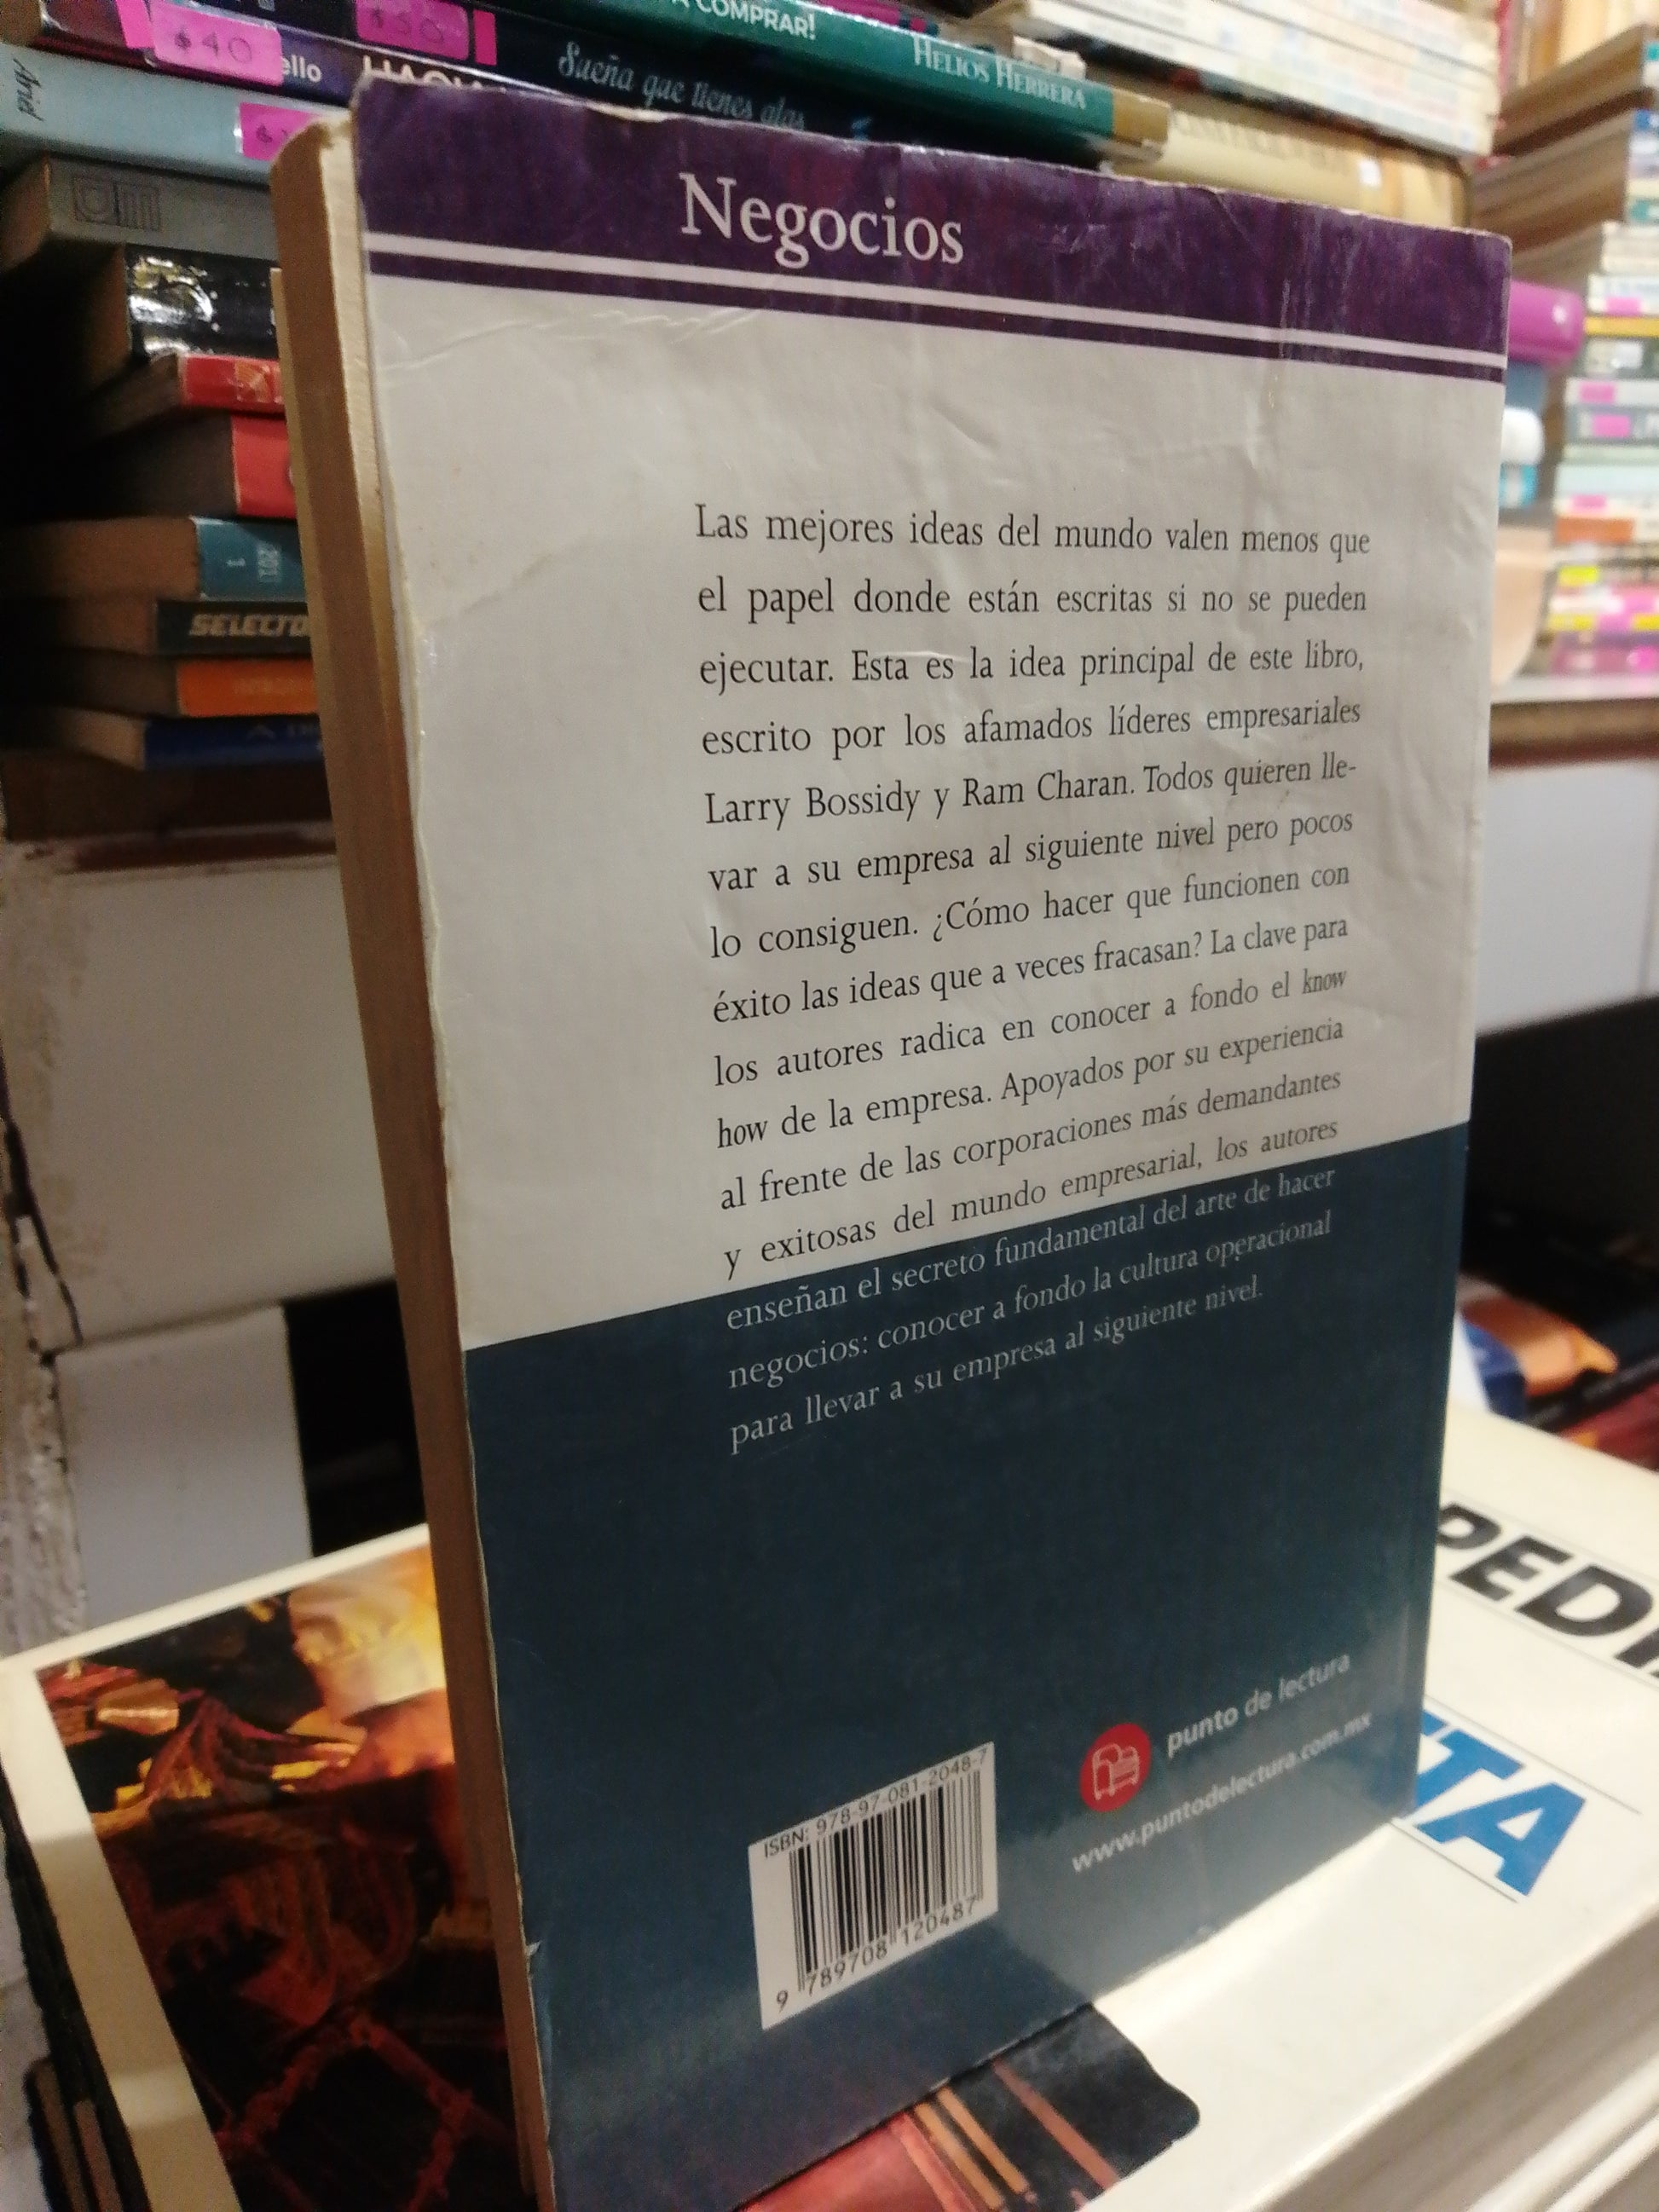 $40
$50
COMPRAR!
HELIOS HERRERA
Sueña que tienes alas
ello
Ariel
SELECTO
Negocios
Las mejores ideas del mundo valen menos que
el papel donde están escritas si no se pueden
ejecutar. Esta es la idea principal de este libro,
escrito por los afamados líderes empresariales
Larry Bossidy y Ram Charan. Todos quieren lle-
var a su empresa al siguiente nivel pero pocos
lo consiguen. ¿Cómo hacer que funcionen con
éxito las ideas que a veces fracasan? La clave para
los autores radica en conocer a fondo el know
how de la empresa. Apoyados por su experiencia
al frente de las corporaciones más demandantes
y exitosas del mundo empresarial, los autores
enseñan el secreto fundamental del arte de hacer
negocios: conocer a fondo la cultura operacional
para llevar a su empresa al siguiente nivel.
PEDI
TA
punto de lectura
www.puntodelectura.com.mx
ISBN: 978-97-081-2048-7
9 789708 120487